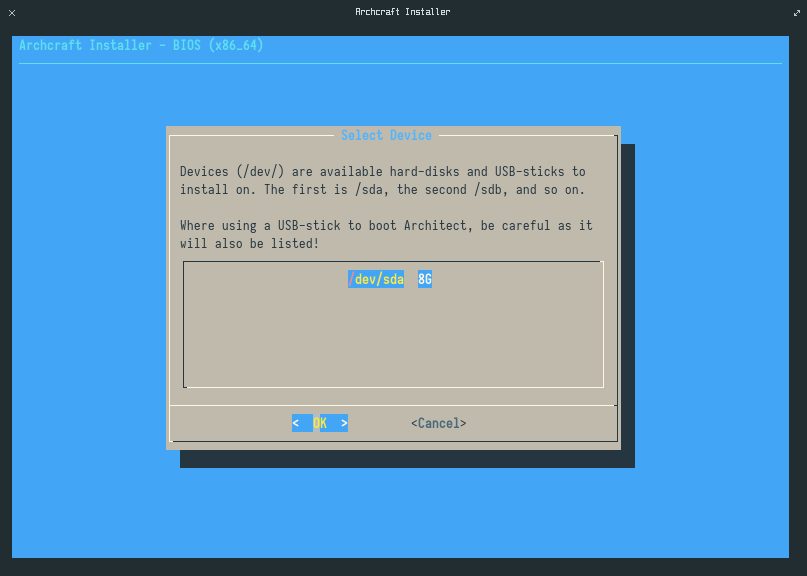 Archcraft Installer
Archcraft Installer - BIOS (x86_64)
Select Device
Devices (/dev/) are available hard-disks and USB-sticks to
install on. The first is /sda, the second /sdb, and so on.
Where using a USB-stick to boot Architect, be careful as it
will also be listed!
/dev/sda 8G
< OK > <Cancel>